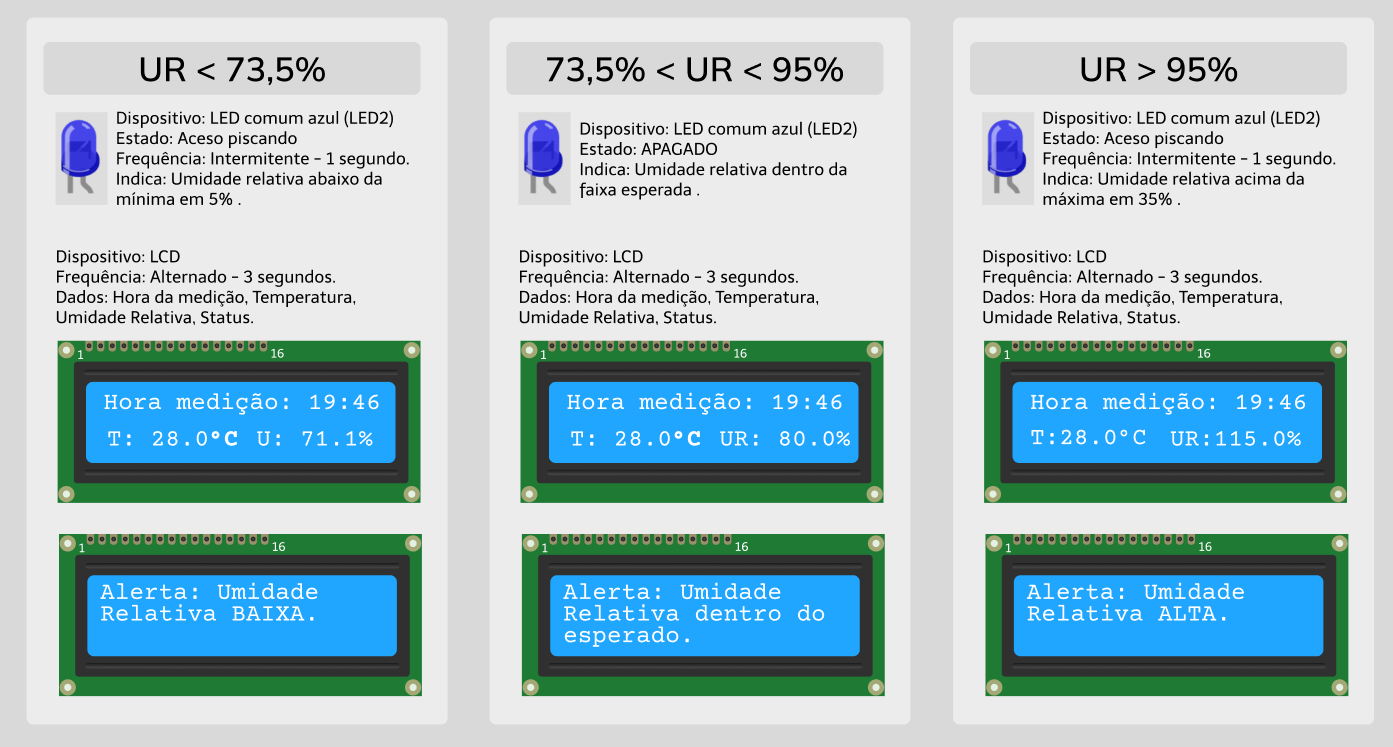 UR < 73,5%
Dispositivo: LED comum azul (LED2)
Estado: Aceso piscando
Frequência: Intermitente - 1 segundo.
Indica: Umidade relativa abaixo da
mínima em 5% .
Dispositivo: LCD
Frequência: Alternado - 3 segundos.
Dados: Hora da medição, Temperatura,
Umidade Relativa, Status.
1 16
Hora medição: 19:46
T: 28.0°C U: 71.1%
1 16
Alerta: Umidade
Relativa BAIXA.
73,5% < UR < 95%
Dispositivo: LED comum azul (LED2)
Estado: APAGADO
Indica: Umidade relativa dentro da
faixa esperada .
Dispositivo: LCD
Frequência: Alternado - 3 segundos.
Dados: Hora da medição, Temperatura,
Umidade Relativa, Status.
1 16
Hora medição: 19:46
T: 28.0°C UR: 80.0%
1 16
Alerta: Umidade
Relativa dentro do
esperado.
UR > 95%
Dispositivo: LED comum azul (LED2)
Estado: Aceso piscando
Frequência: Intermitente - 1 segundo.
Indica: Umidade relativa acima da
máxima em 35% .
Dispositivo: LCD
Frequência: Alternado - 3 segundos.
Dados: Hora da medição, Temperatura,
Umidade Relativa, Status.
1 16
Hora medição: 19:46
T:28.0°C UR:115.0%
1 16
Alerta: Umidade
Relativa ALTA.